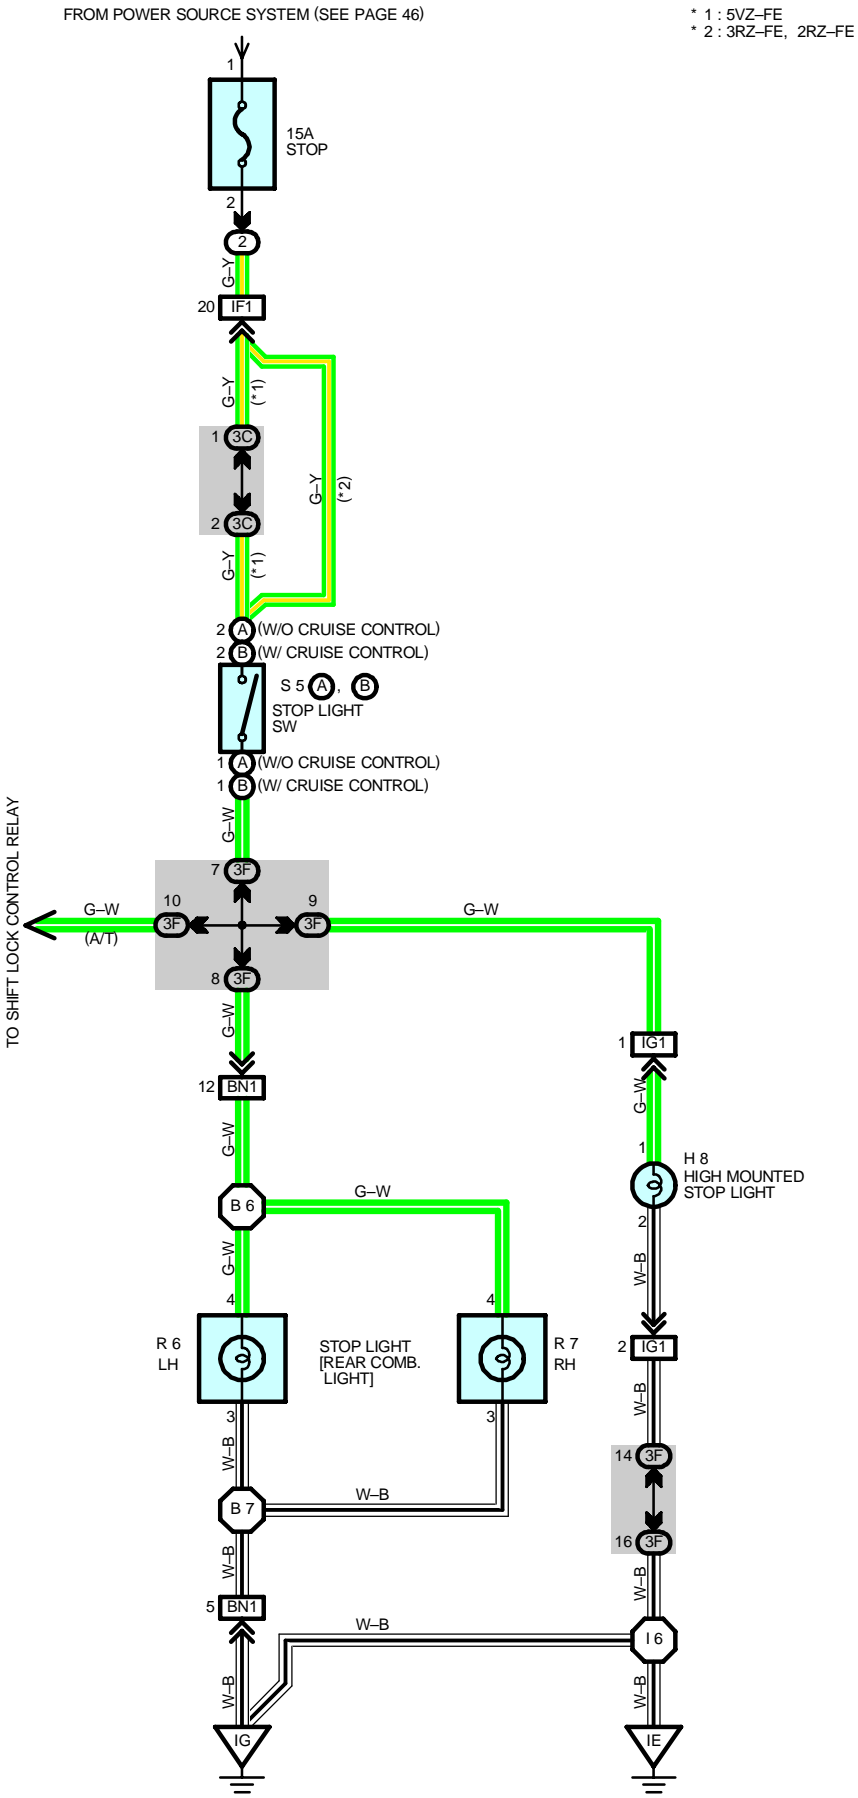 FROM POWER SOURCE SYSTEM (SEE PAGE 46)
* 1 : 5VZ–FE
* 2 : 3RZ–FE, 2RZ–FE
1
15A
STOP
2
2
G–Y
20 IF1
G–Y
(*1)
1 3C
G–Y
(*2)
2 3C
G–Y
(*1)
2 A (W/O CRUISE CONTROL)
2 B (W/ CRUISE CONTROL)
S 5 A , B
STOP LIGHT
SW
1 A (W/O CRUISE CONTROL)
1 B (W/ CRUISE CONTROL)
G–W
TO SHIFT LOCK CONTROL RELAY
7 3F
10
3F
9
3F
G–W
(A/T)
G–W
8 3F
G–W
1 IG1
12 BN1
G–W
G–W
1
H 8
HIGH MOUNTED
STOP LIGHT
2
B 6
G–W
G–W
W–B
4
4
R 6
LH
STOP LIGHT
[REAR COMB.
LIGHT]
R 7
RH
2 IG1
3
3
W–B
W–B
14 3F
B 7
W–B
16 3F
W–B
W–B
5 BN1
W–B
I 6
W–B
W–B
IG
IE